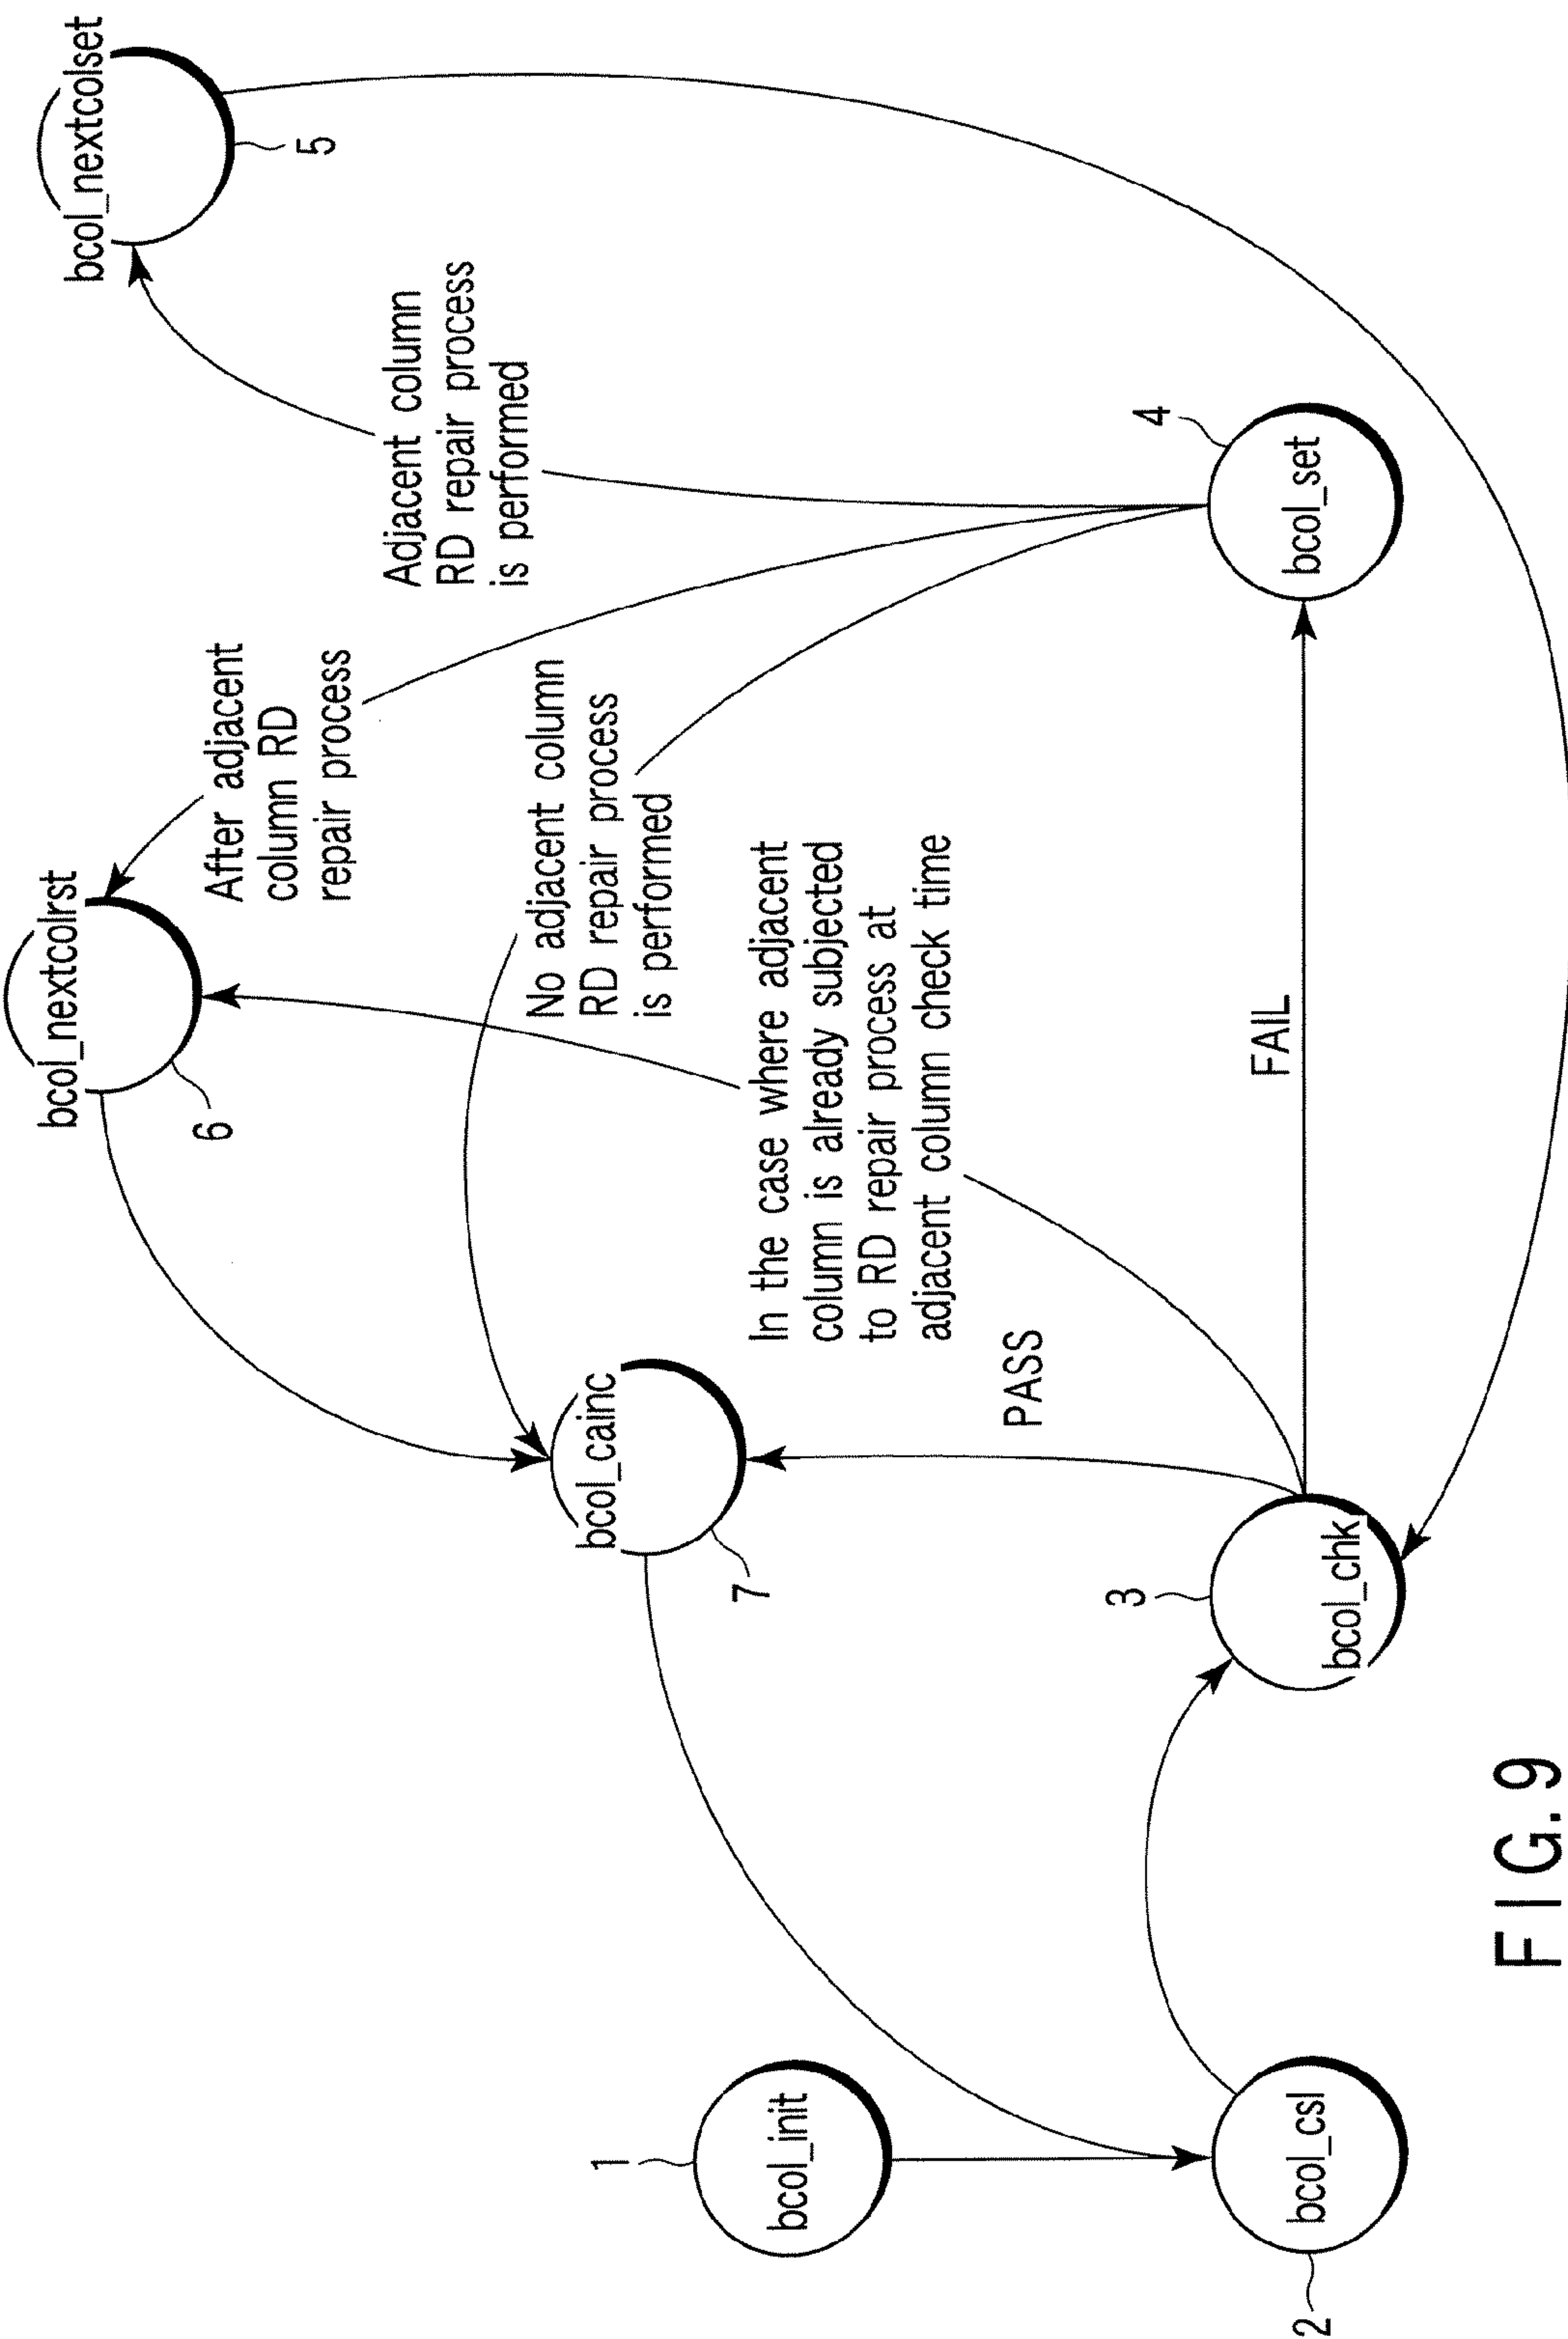 bcol_nextcolrst
6
After adjacent
column RD
repair process
bcol_nextcolset
5
Adjacent column
RD repair process
is performed
No adjacent column
RD repair process
is performed
bcol_cainc
7
In the case where adjacent
column is already subjected
to RD repair process at
adjacent column check time
1
bcol_init
PASS
3
bcol_chk
FAIL
4
bcol_set
2
bcol_csl
FIG. 9